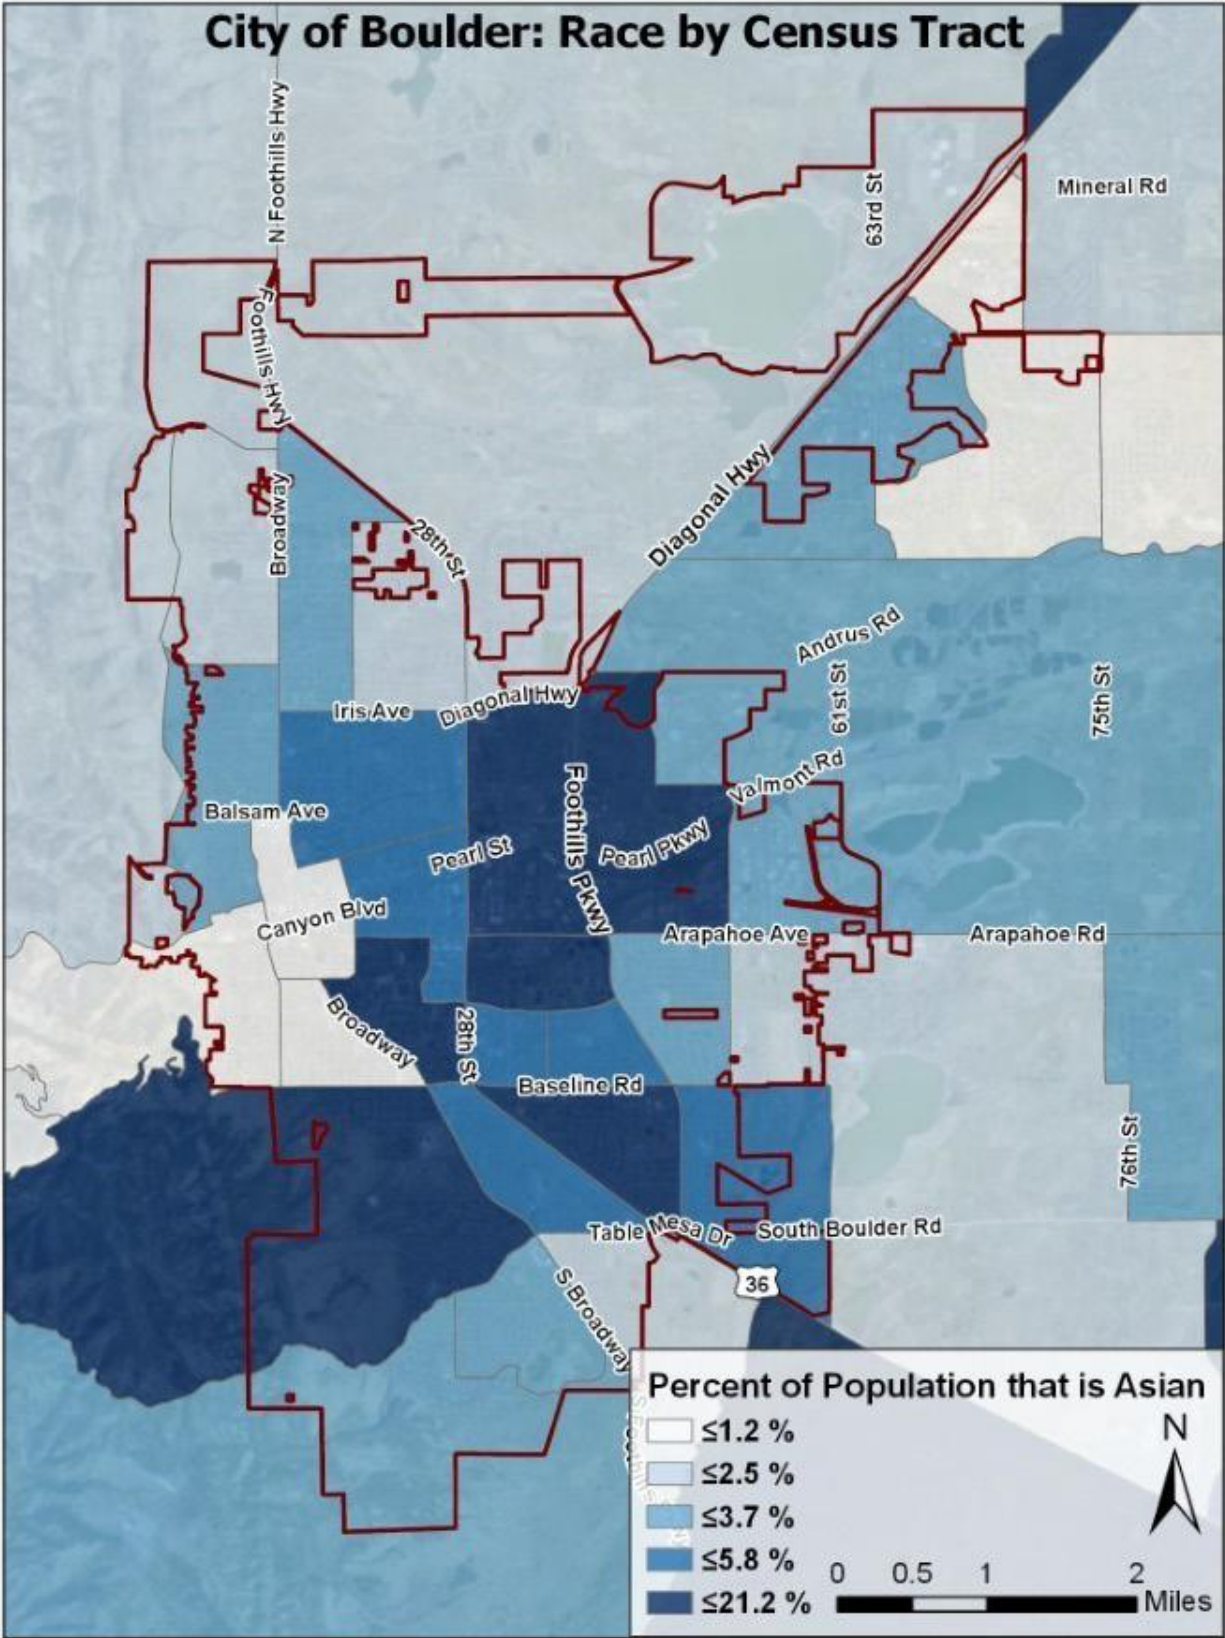 City of Boulder: Race by Census Tract
N Foothills Hwy
63rd St
Mineral Rd
Foothills Hwy
Broadway
28th St
Diagonal Hwy
Andrus Rd
61st St
75th St
Iris Ave
Diagonal Hwy
Valmont Rd
Balsam Ave
Foothills Pkwy
Pearl St
Pearl Pkwy
Canyon Blvd
Arapahoe Ave
Arapahoe Rd
Broadway
28th St
Baseline Rd
76th St
Table Mesa Dr
South Boulder Rd
S Broadway
36
Percent of Population that is Asian
≤1.2 %
≤2.5 %
≤3.7 %
≤5.8 %
≤21.2 %
N
0 0.5 1 2
Miles